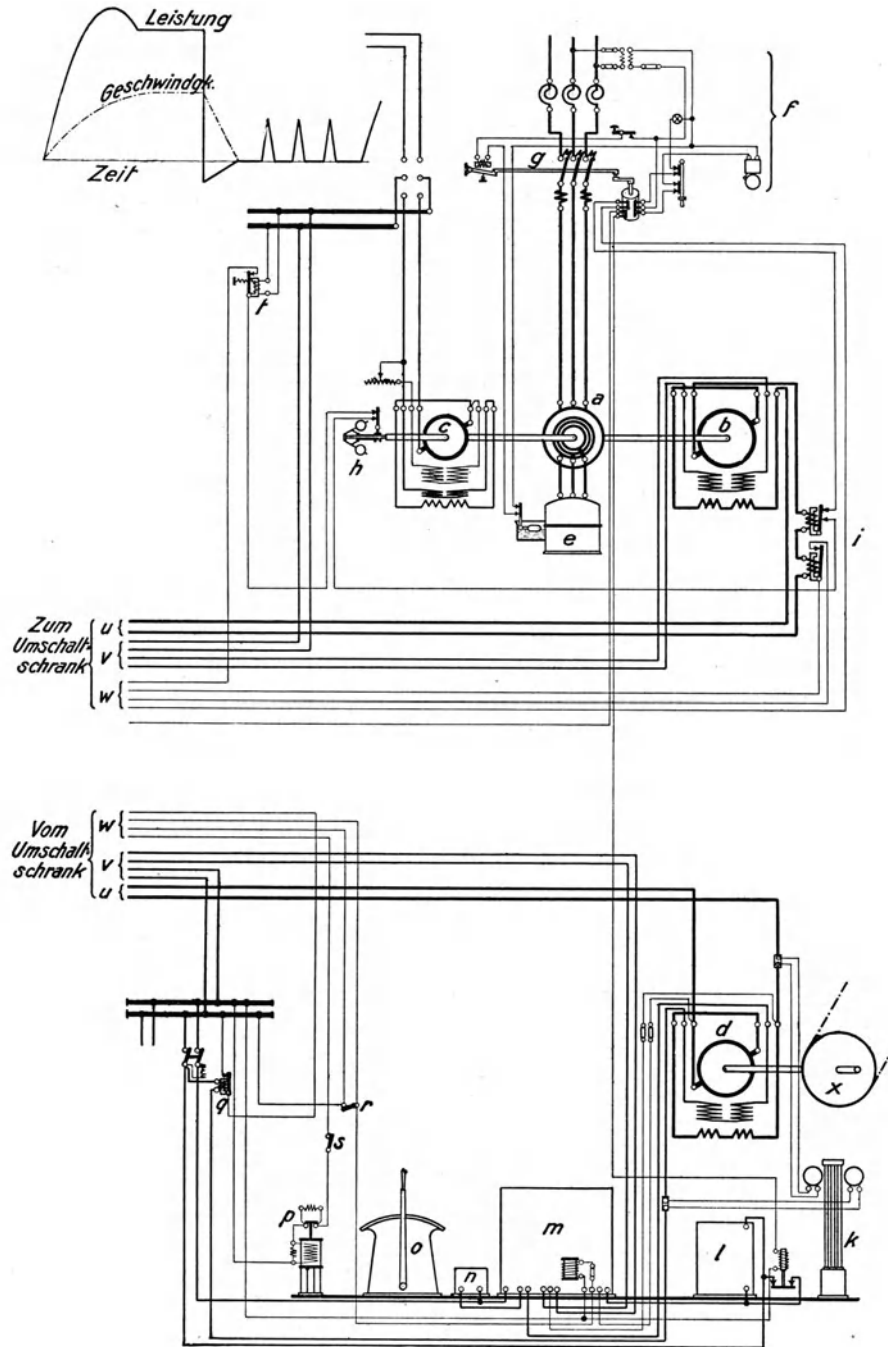 Leistung
Geschwindgk.
Zeit
f
g
t
a
b
c
h
e
i
Zum
Umschalt-
schrank
u
v
w
Vom
Umschalt-
schrank
w
v
u
d
x
q
r
s
p
o
n
m
l
k